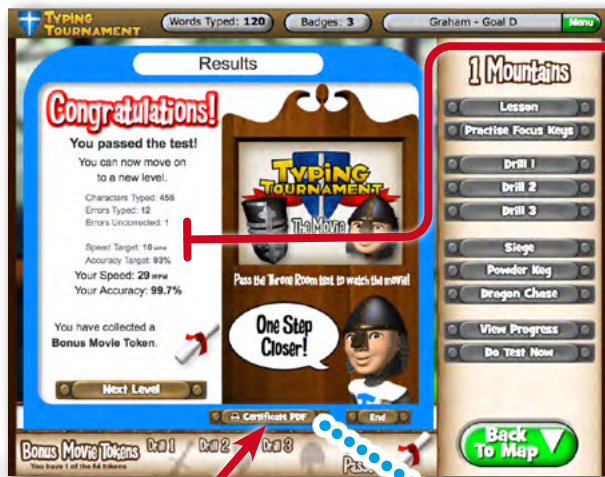 TYPING
TOURNAMENT
Words Typed: 120
Badges: 3
Graham - Goal D
Menu
Results
Congratulations!
You passed the test!
You can now move on
to a new level.
Characters Typed: 456
Errors Typed: 12
Errors Uncorrected: 1
Speed Target: 10 WPM
Accuracy Target: 93%
Your Speed: 29 WPM
Your Accuracy: 99.7%
You have collected a
Bonus Movie Token.
Next Level
TYPING
TOURNAMENT
The Movie
Pass the Throne Room test to watch the movie!
One Step
Closer!
Certificate PDF
End
1 Mountains
Lesson
Practise Focus Keys
Drill 1
Drill 2
Drill 3
Siege
Powder Keg
Dragon Chase
View Progress
Do Test Now
Back
To Map
Bonus Movie Tokens
You have 1 of the 64 tokens
Drill 1
Drill 2
Drill 3